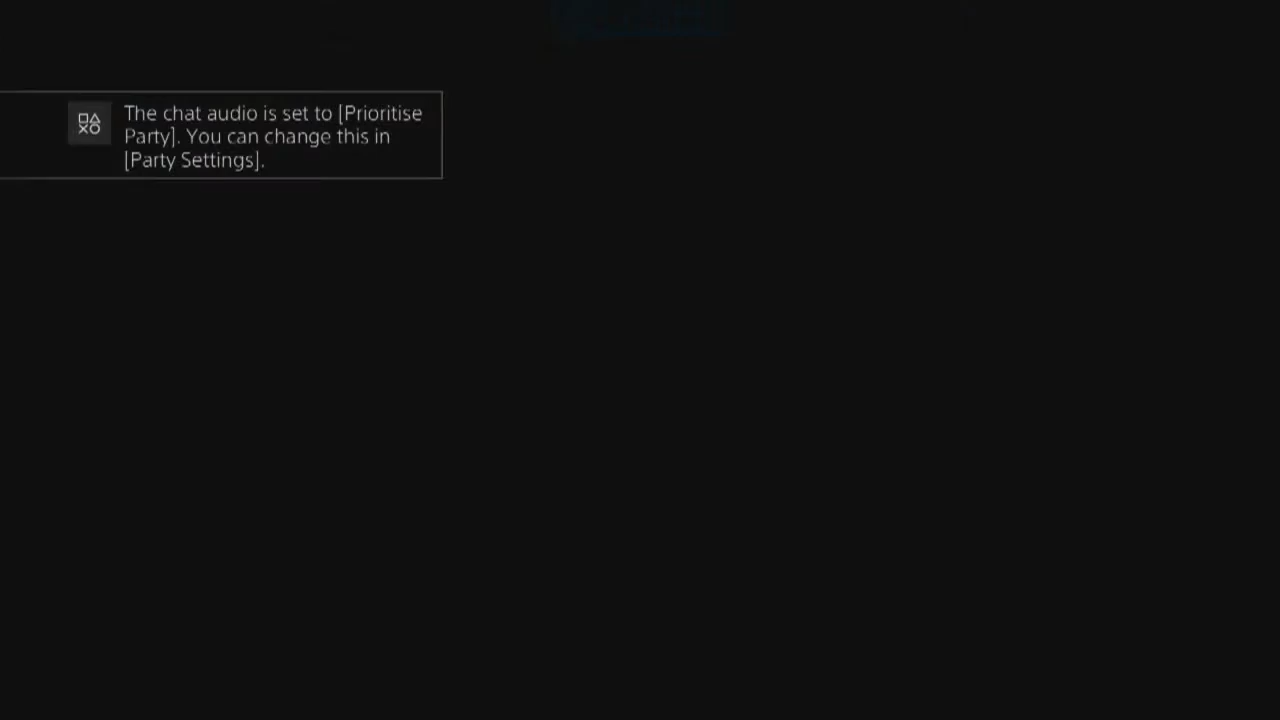 The chat audio is set to [Prioritise
Party]. You can change this in
[Party Settings].